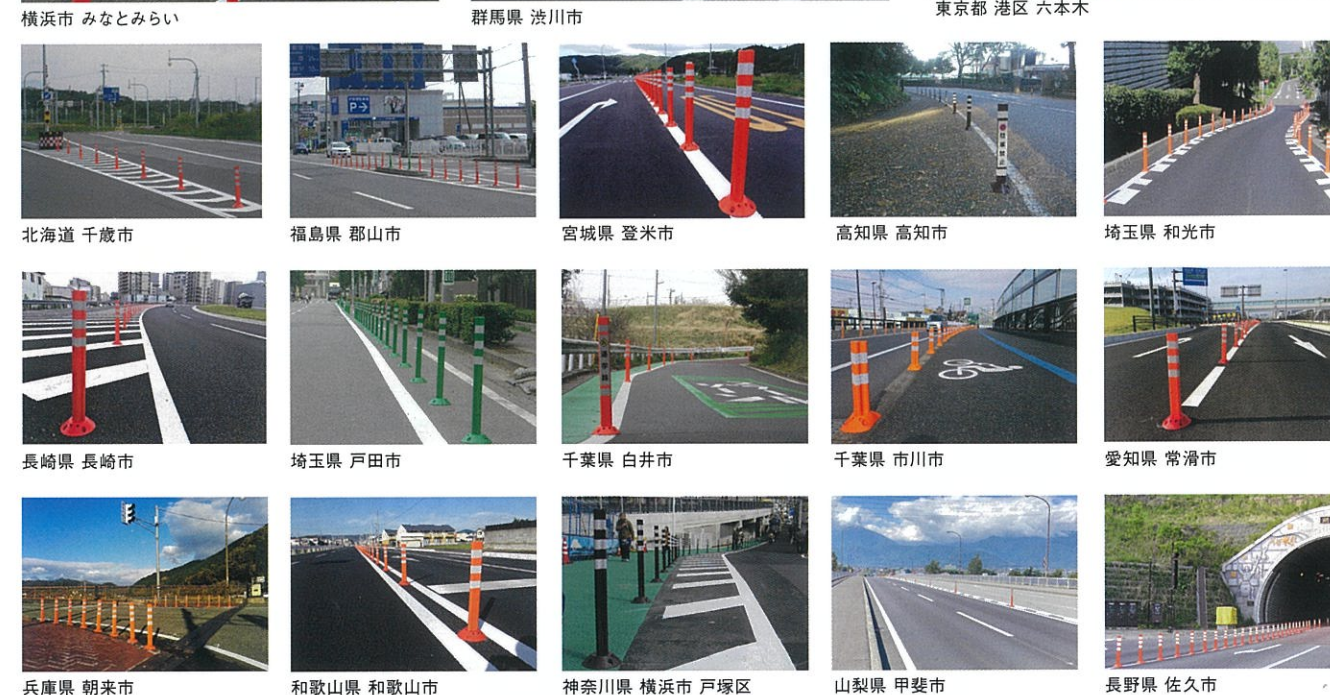 横浜市 みなとみらい
群馬県 渋川市
東京都 港区 六本木
P→
北海道 千歳市
福島県 郡山市
宮城県 登米市
高知県 高知市
埼玉県 和光市
長崎県 長崎市
埼玉県 戸田市
千葉県 白井市
千葉県 市川市
愛知県 常滑市
兵庫県 朝来市
和歌山県 和歌山市
神奈川県 横浜市 戸塚区
山梨県 甲斐市
長野県 佐久市